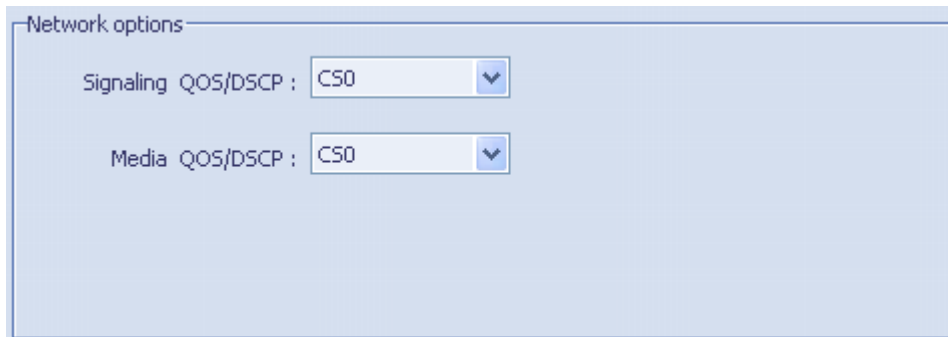 Network options
Signaling QOS/DSCP : CS0
Media QOS/DSCP : CS0